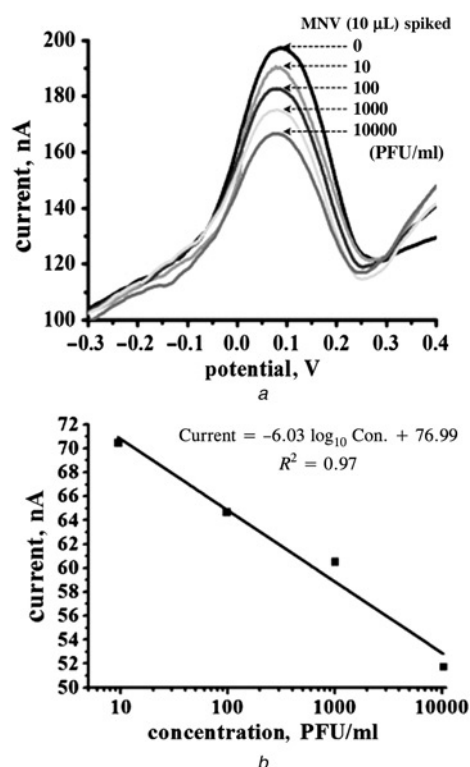 MNV (10 μL) spiked
0
10
100
1000
10000
(PFU/ml)
200
180
160
140
120
100
current, nA
−0.3 −0.2 −0.1 0.0 0.1 0.2 0.3 0.4
potential, V
a
Current = −6.03 log₁₀ Con. + 76.99
R² = 0.97
72
70
68
66
64
62
60
58
56
54
52
50
current, nA
10 100 1000 10000
concentration, PFU/ml
b